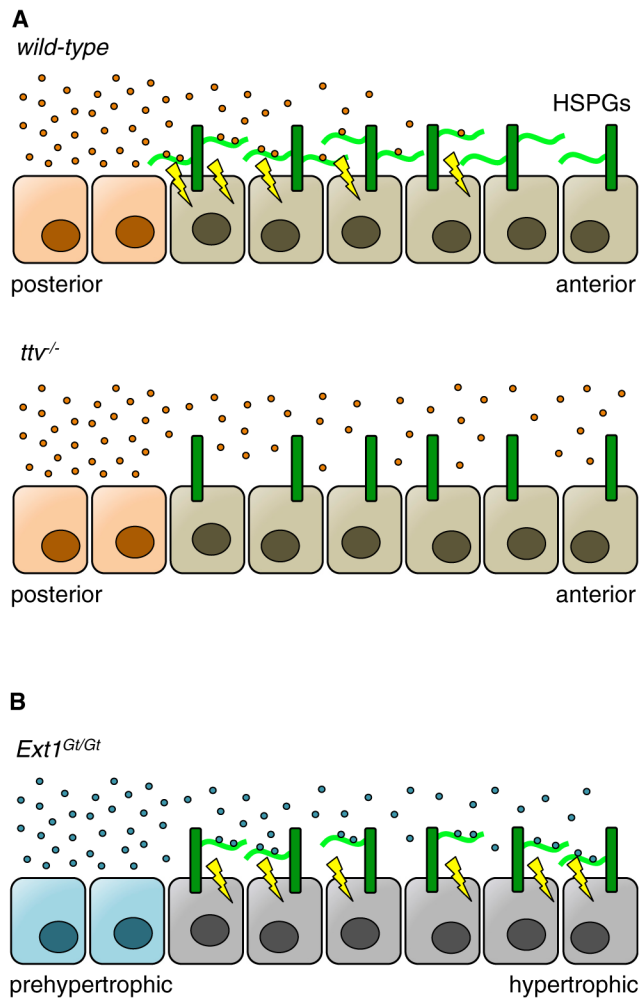 A
wild-type
HSPGs
posterior anterior
ttv-/-
posterior anterior
B
Ext1Gt/Gt
prehypertrophic hypertrophic